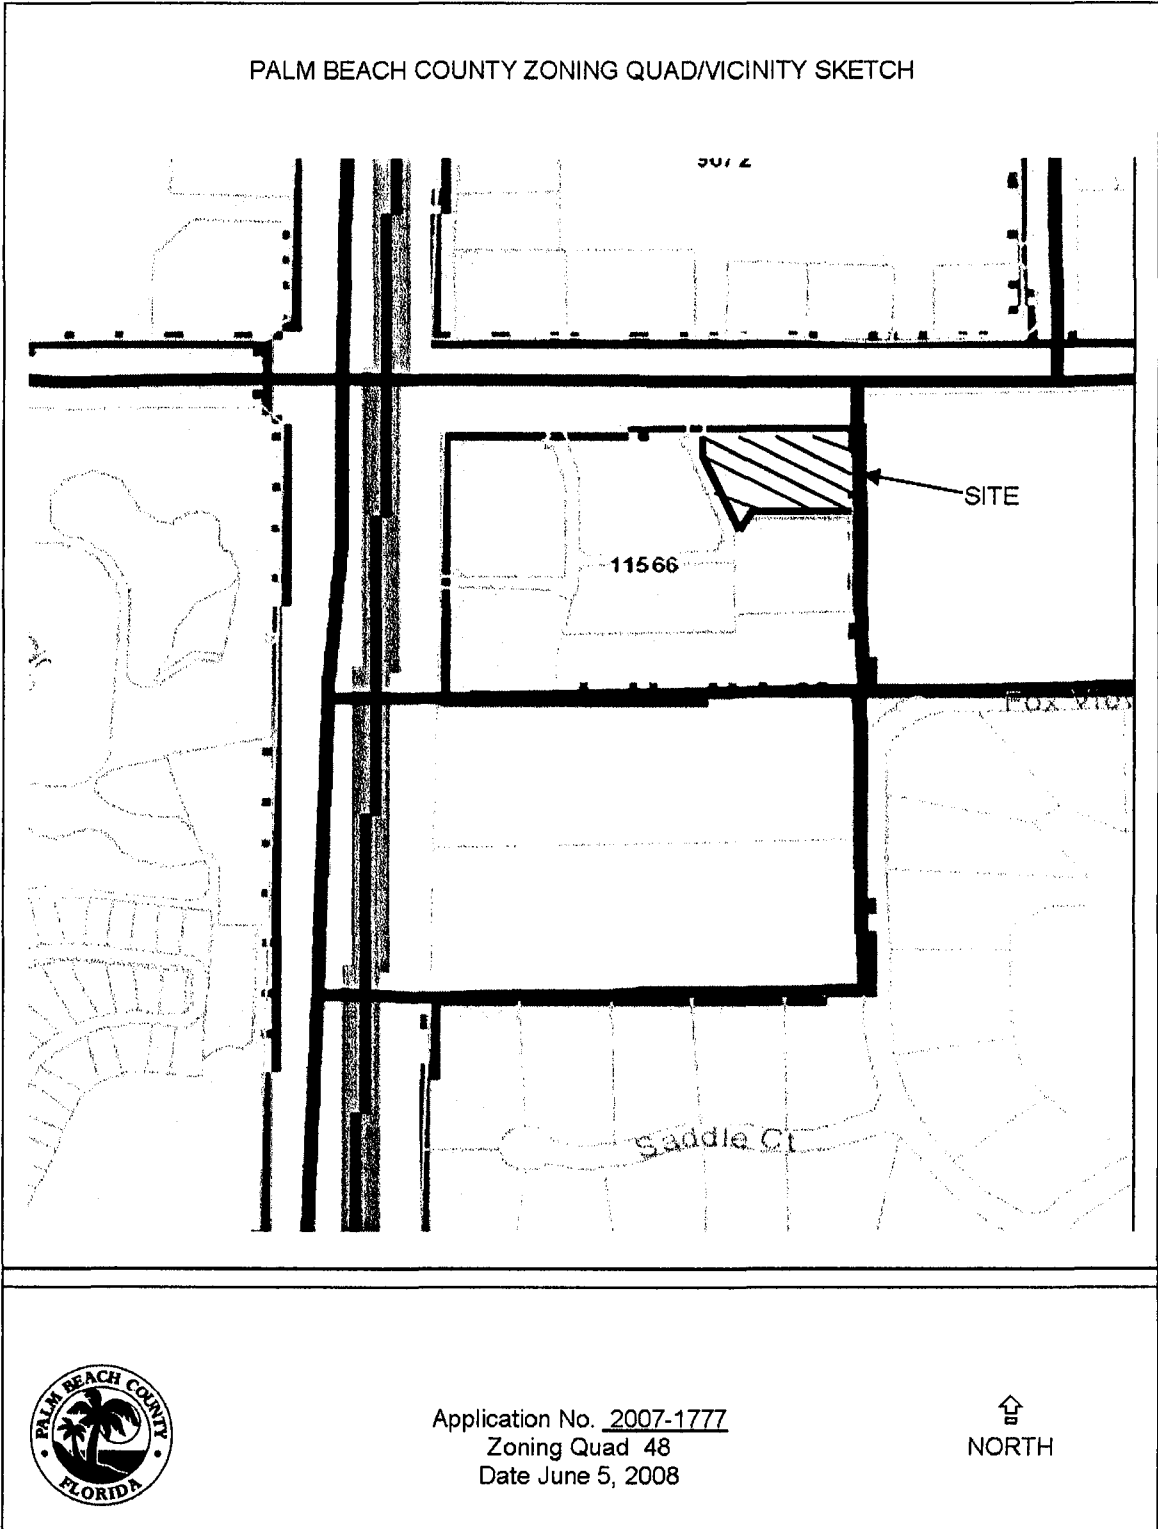 PALM BEACH COUNTY ZONING QUAD/VICINITY SKETCH
SITE
11566
Fox
Saddle Ct
PALM BEACH COUNTY
FLORIDA
Application No. 2007-1777
Zoning Quad 48
Date June 5, 2008
NORTH